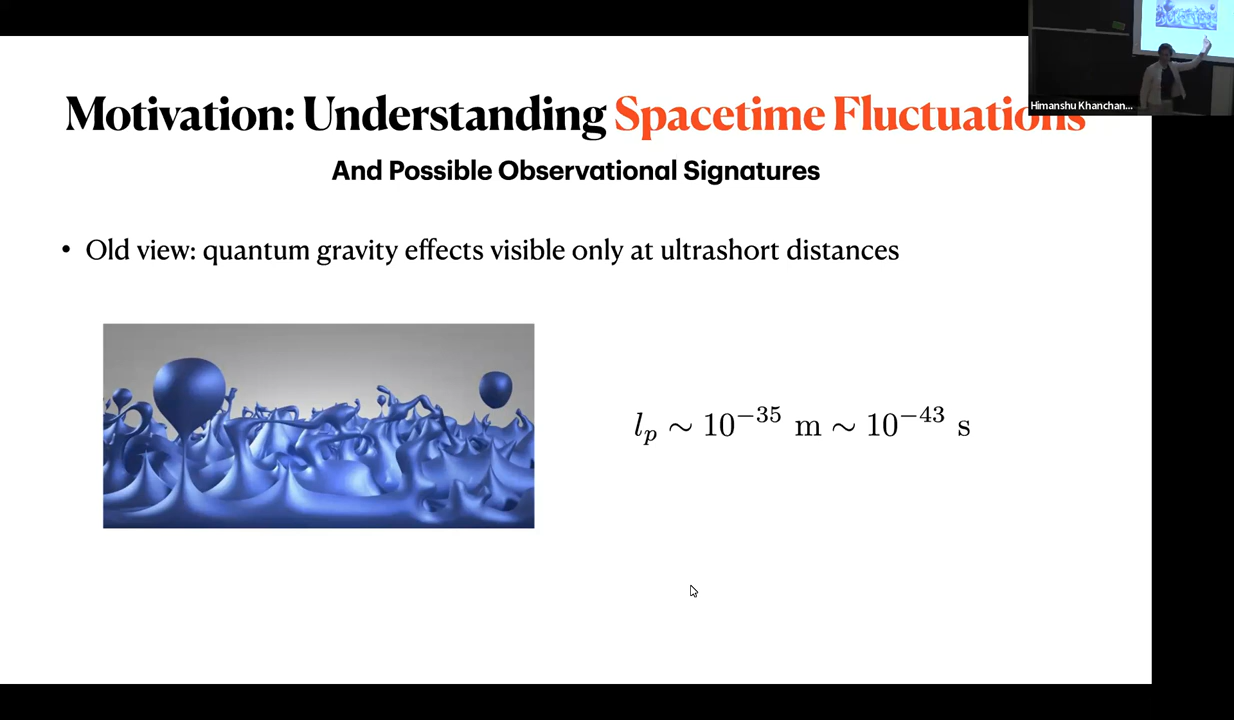 Motivation: Understanding Spacetime Fluctuations
And Possible Observational Signatures
• Old view: quantum gravity effects visible only at ultrashort distances
l_p ∼ 10^{−35} m ∼ 10^{−43} s
Himanshu Khanchan...